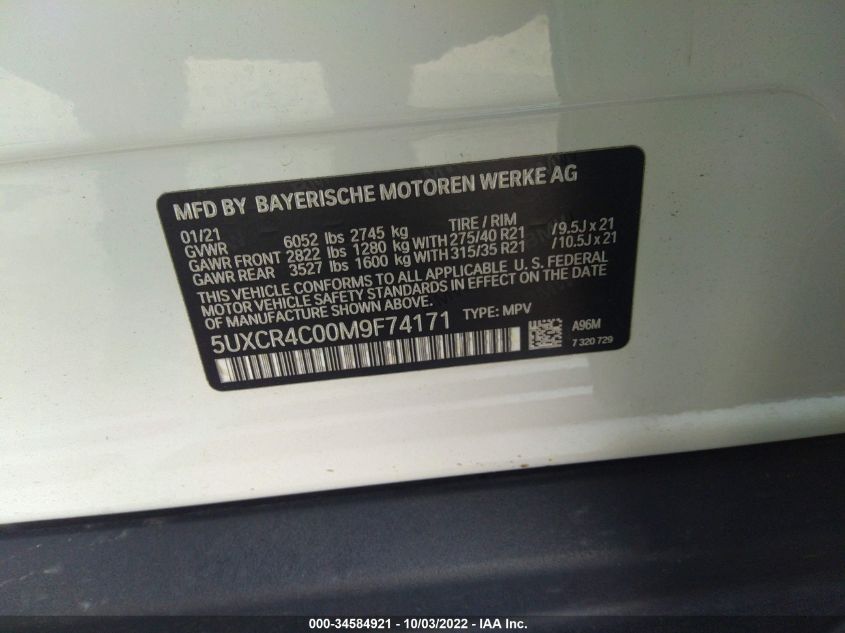 MFD BY BAYERISCHE MOTOREN WERKE AG
01/21 TIRE / RIM
GVWR 6052 lbs 2745 kg
GAWR FRONT 2822 lbs 1280 kg WITH 275/40 R21 /9.5J x 21
GAWR REAR 3527 lbs 1600 kg WITH 315/35 R21 /10.5J x 21
THIS VEHICLE CONFORMS TO ALL APPLICABLE U. S. FEDERAL
MOTOR VEHICLE SAFETY STANDARDS IN EFFECT ON THE DATE
OF MANUFACTURE SHOWN ABOVE.
5UXCR4C00M9F74171 TYPE: MPV
A96M
7 320 729
000-34584921 - 10/03/2022 - IAA Inc.